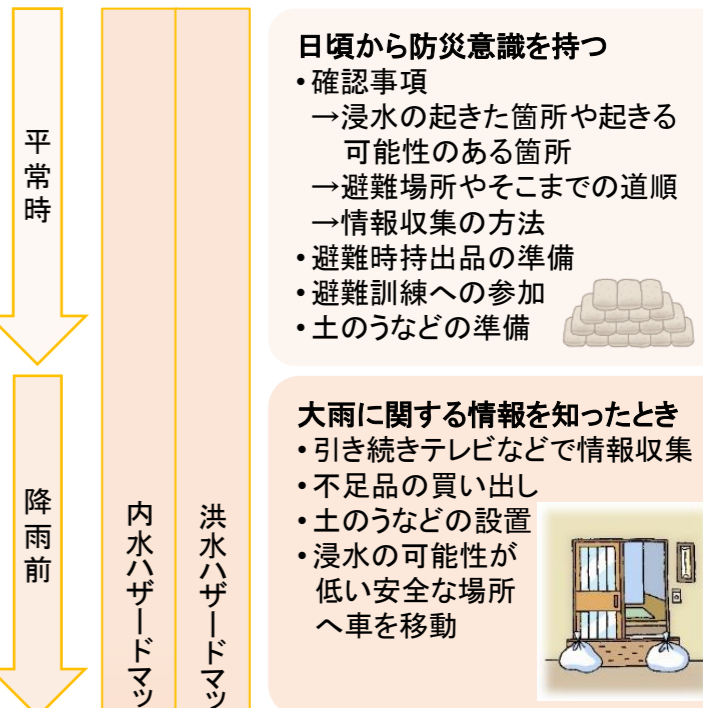 平常時
日頃から防災意識を持つ
•確認事項
→浸水の起きた箇所や起きる
可能性のある箇所
→避難場所やそこまでの道順
→情報収集の方法
•避難時持出品の準備
•避難訓練への参加
•土のうなどの準備
降雨前
内水ハザードマッ
洪水ハザードマッ
大雨に関する情報を知ったとき
•引き続きテレビなどで情報収集
•不足品の買い出し
•土のうなどの設置
•浸水の可能性が
低い安全な場所
へ車を移動